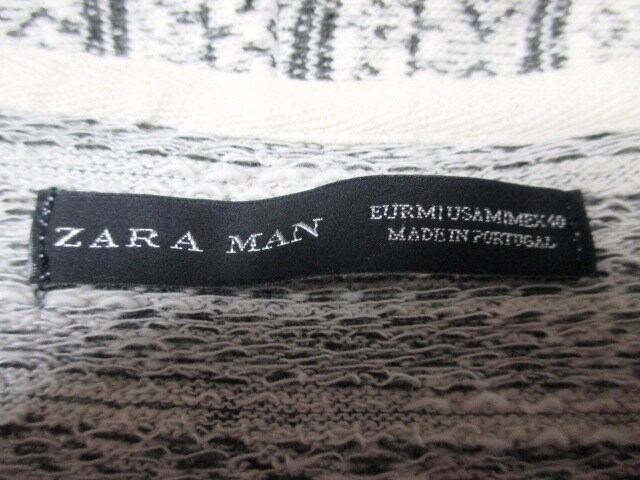 ZARA MAN
EUR M | USA M | MEX 40
MADE IN PORTUGAL